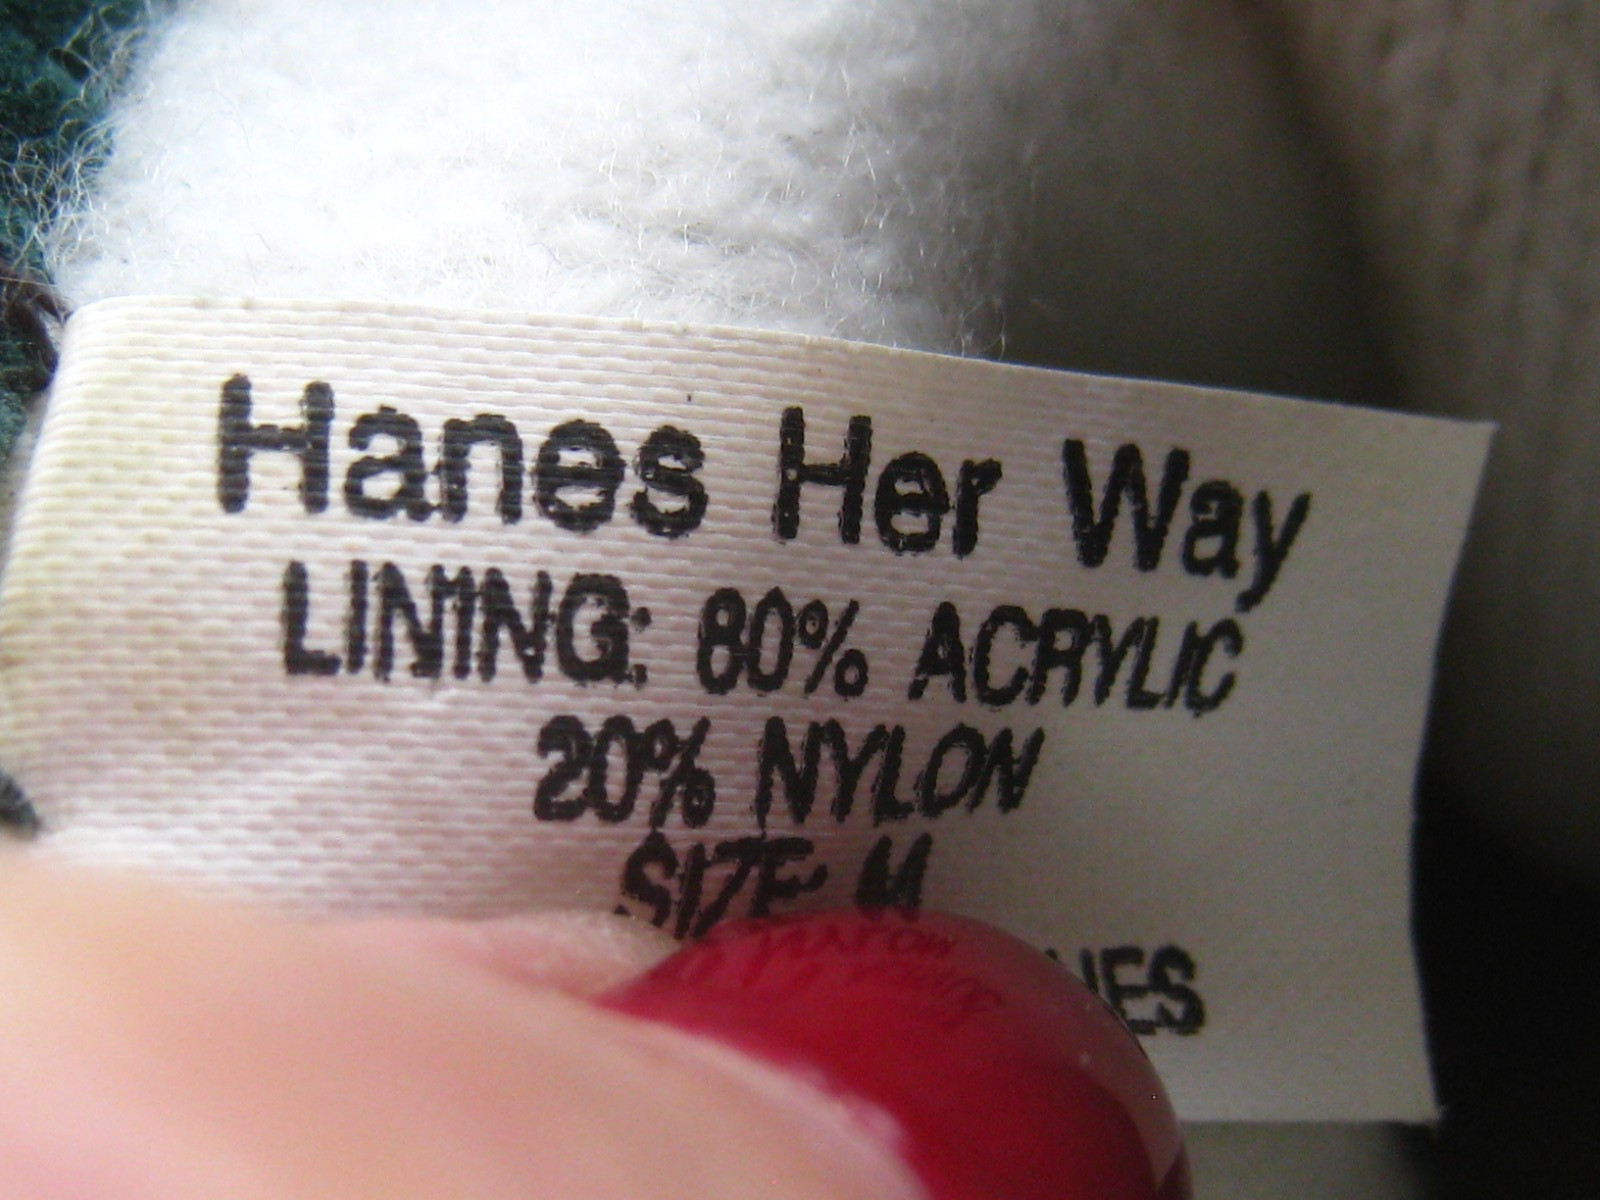 Hanes Her Way
LINING: 80% ACRYLIC
20% NYLON
SIZE: M